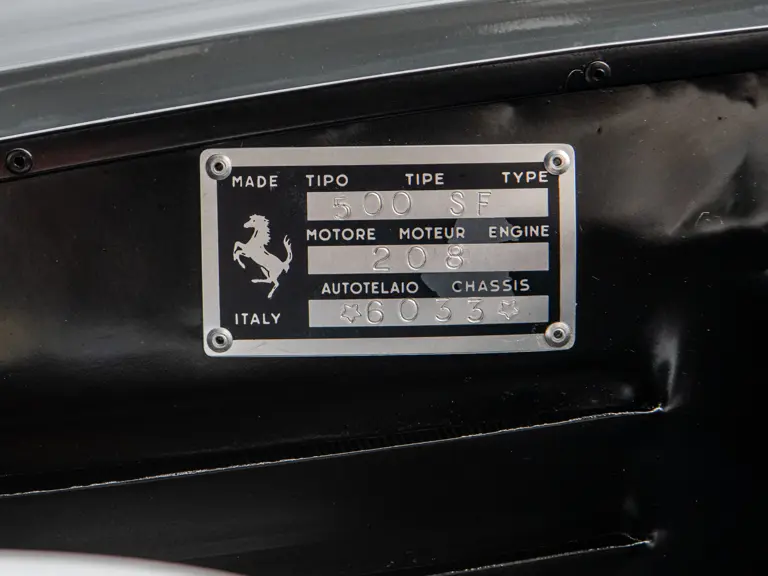 MADE TIPO TIPE TYPE
500 SF
MOTORE MOTEUR ENGINE
208
AUTOTELAIO CHASSIS
ITALY ☆6033☆